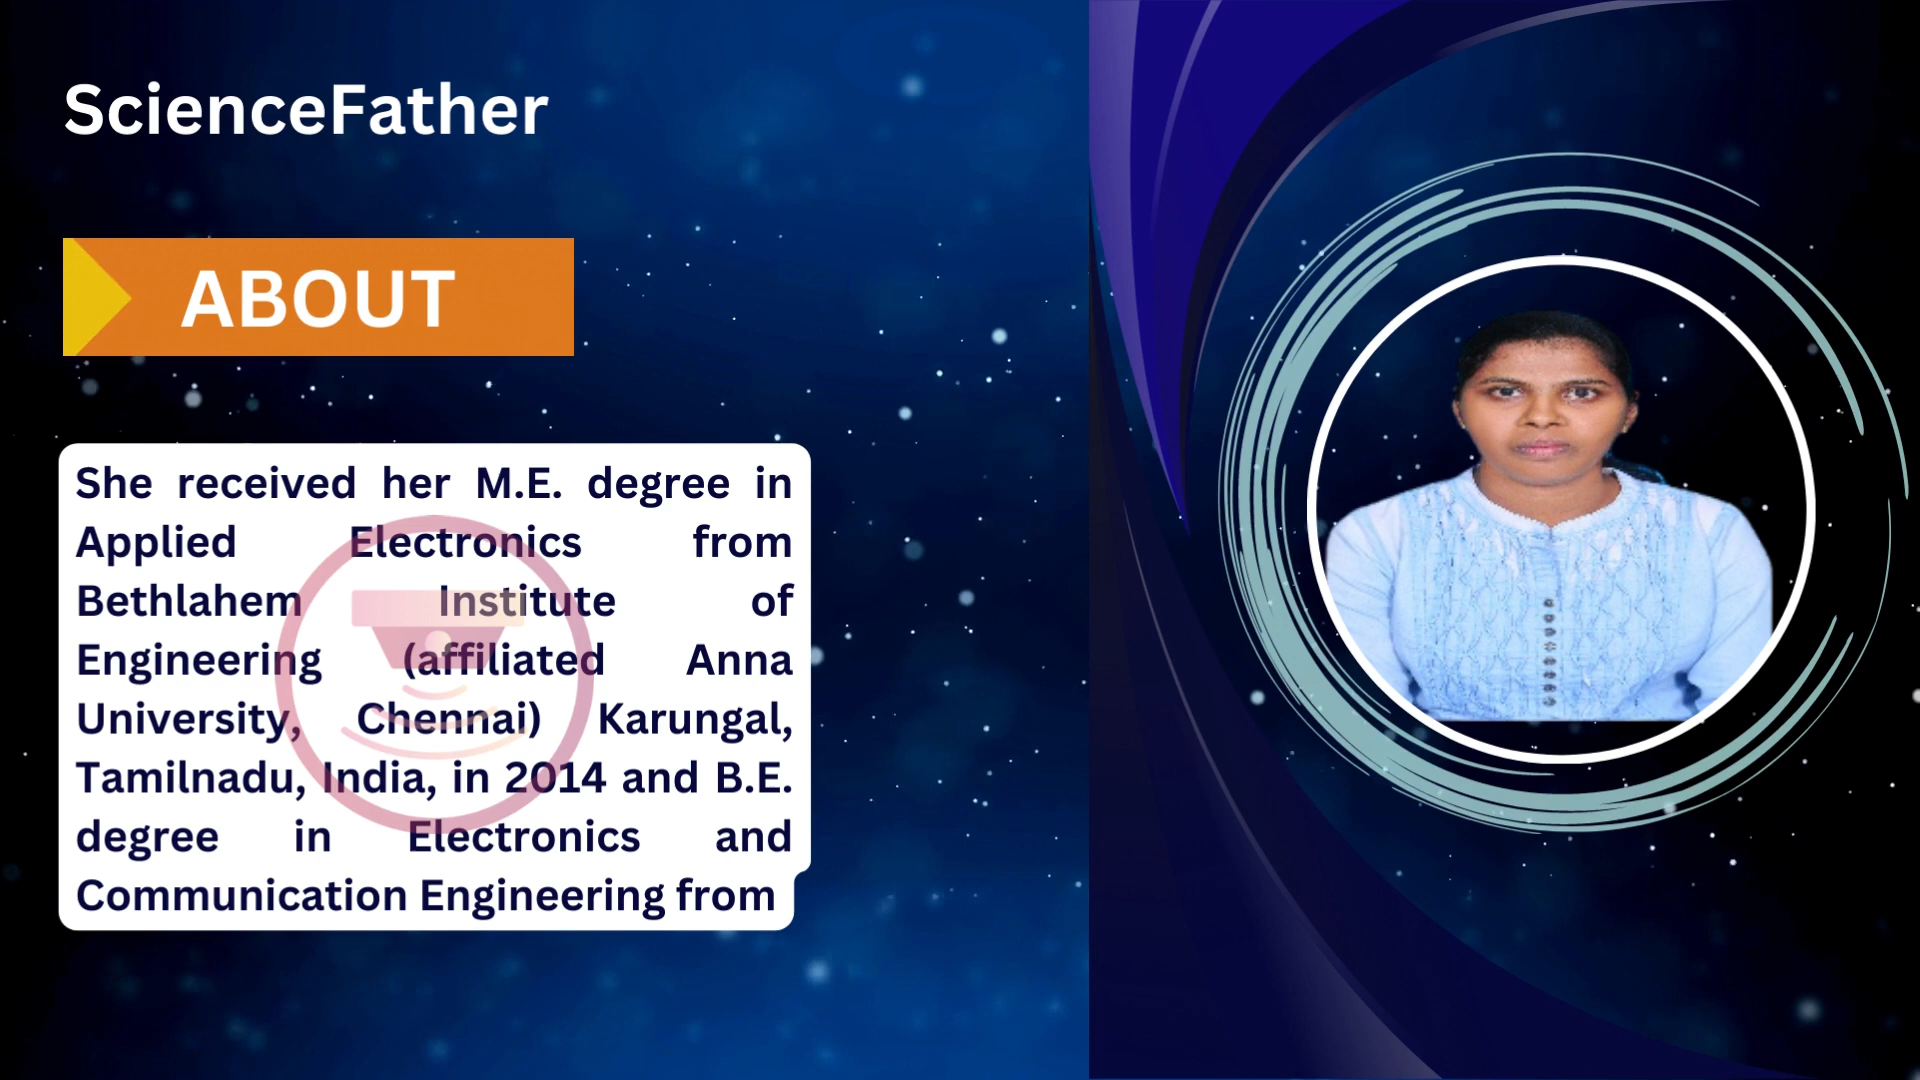 ScienceFather
ABOUT
She received her M.E. degree in
Applied Electronics from
Bethlahem Institute of
Engineering (affiliated Anna
University, Chennai) Karungal,
Tamilnadu, India, in 2014 and B.E.
degree in Electronics and
Communication Engineering from